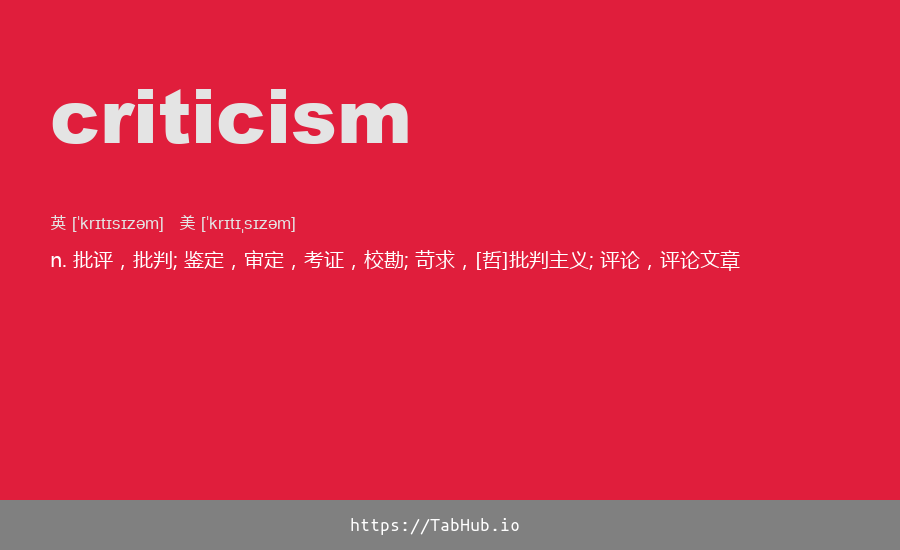 criticism
英 [ˈkrɪtɪsɪzəm] 美 [ˈkrɪtɪˌsɪzəm]
n. 批评，批判; 鉴定，审定，考证，校勘; 苛求，[哲]批判主义; 评论，评论文章
https://TabHub.io